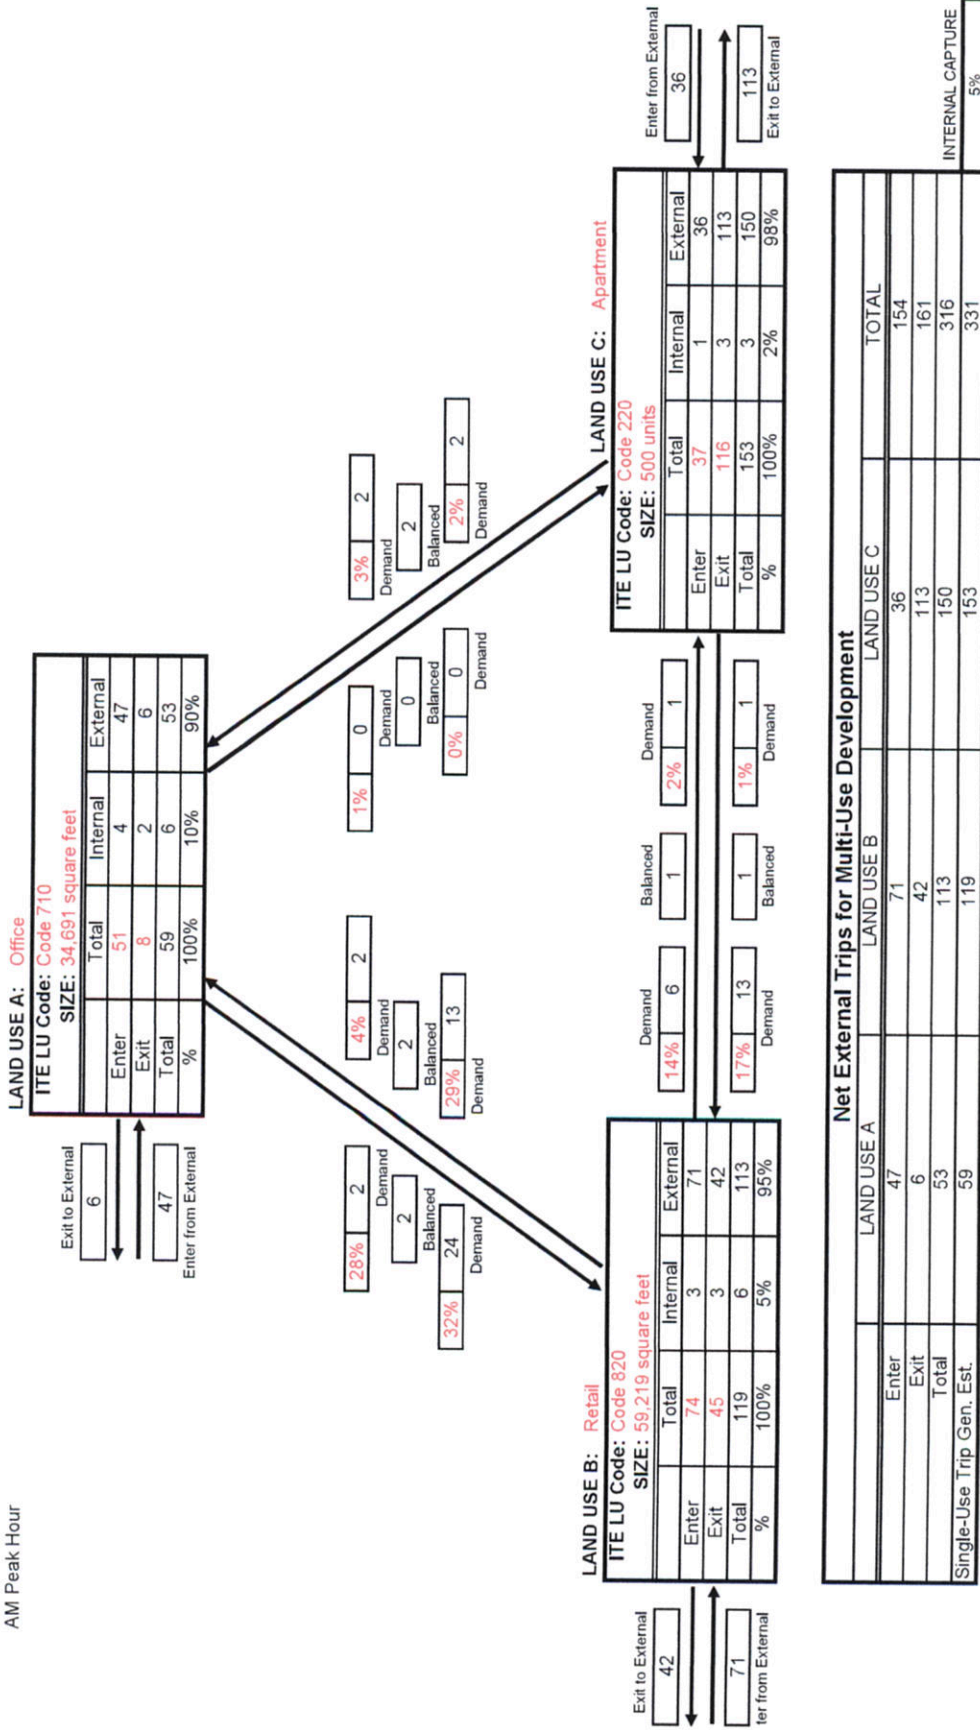 AM Peak Hour
LAND USE A: Office
ITE LU Code: Code 710
SIZE: 34,691 square feet
Total Internal External
Enter 51 4 47
Exit 8 2 6
Total 59 6 53
% 100% 10% 90%
Exit to External
6
47
Enter from External
28% 2
Demand
2
Balanced
32% 24
Demand
4% 2
Demand
2
Balanced
29% 13
Demand
1% 0
Demand
0
Balanced
0% 0
Demand
3% 2
Demand
2
Balanced
2% 2
Demand
LAND USE B: Retail
ITE LU Code: Code 820
SIZE: 59,219 square feet
Total Internal External
Enter 74 3 71
Exit 45 3 42
Total 119 6 113
% 100% 5% 95%
Exit to External
42
71
ter from External
Demand Balanced Demand
14% 6 1 2% 1
17% 13 1 1% 1
Demand Balanced Demand
LAND USE C: Apartment
ITE LU Code: Code 220
SIZE: 500 units
Total Internal External
Enter 37 1 36
Exit 116 3 113
Total 153 3 150
% 100% 2% 98%
Enter from External
36
113
Exit to External
Net External Trips for Multi-Use Development
LAND USE A LAND USE B LAND USE C TOTAL
Enter 47 71 36 154
Exit 6 42 113 161
Total 53 113 150 316
INTERNAL CAPTURE
Single-Use Trip Gen. Est. 59 119 153 331 5%